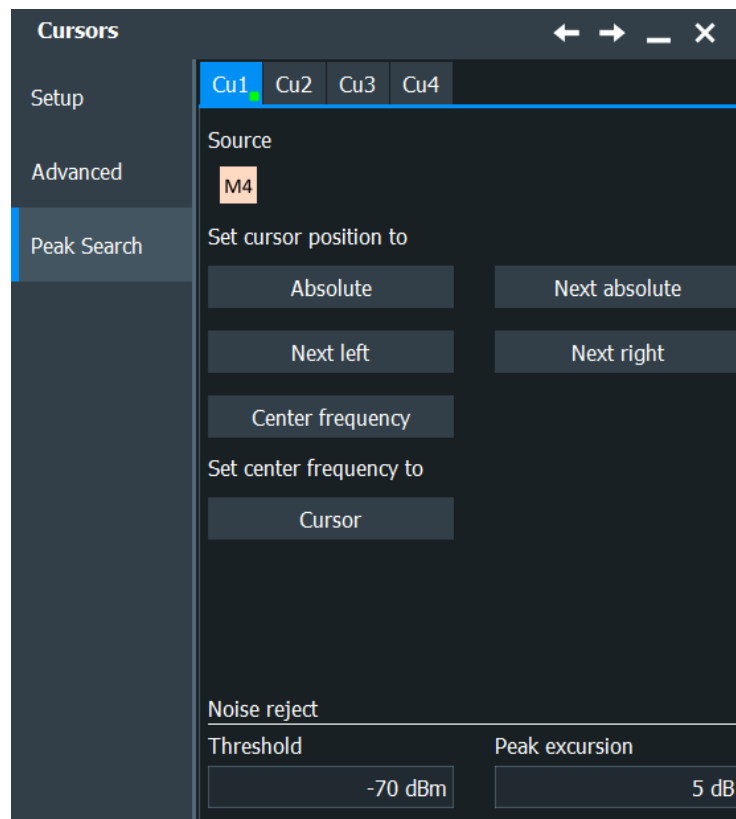 Cursors
Setup
Advanced
Peak Search
Cu1 Cu2 Cu3 Cu4
Source
M4
Set cursor position to
Absolute Next absolute
Next left Next right
Center frequency
Set center frequency to
Cursor
Noise reject
Threshold Peak excursion
-70 dBm 5 dB